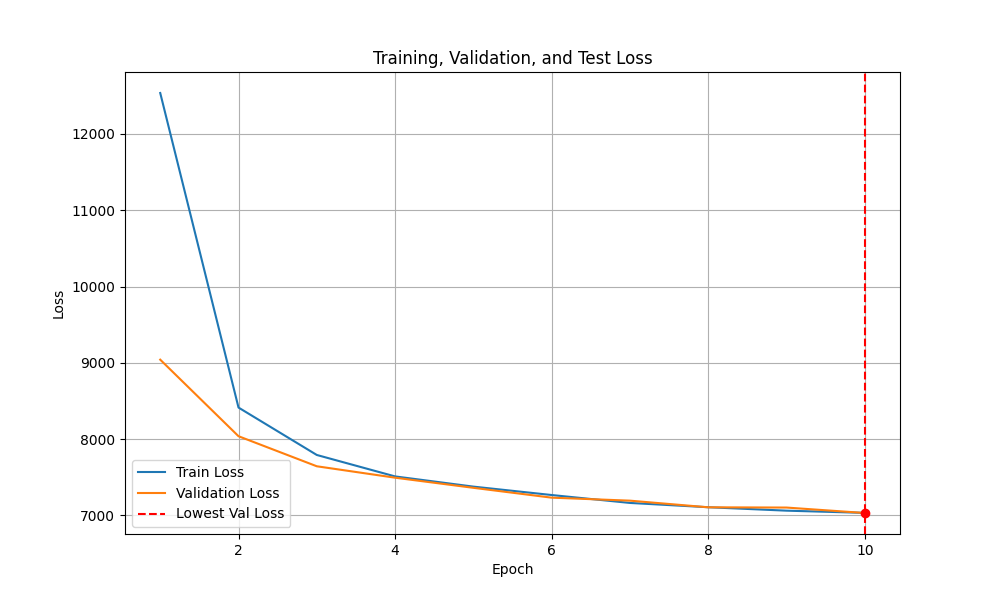 Training, Validation, and Test Loss
Loss
12000
11000
10000
9000
8000
7000
Train Loss
Validation Loss
Lowest Val Loss
2 4 6 8 10
Epoch